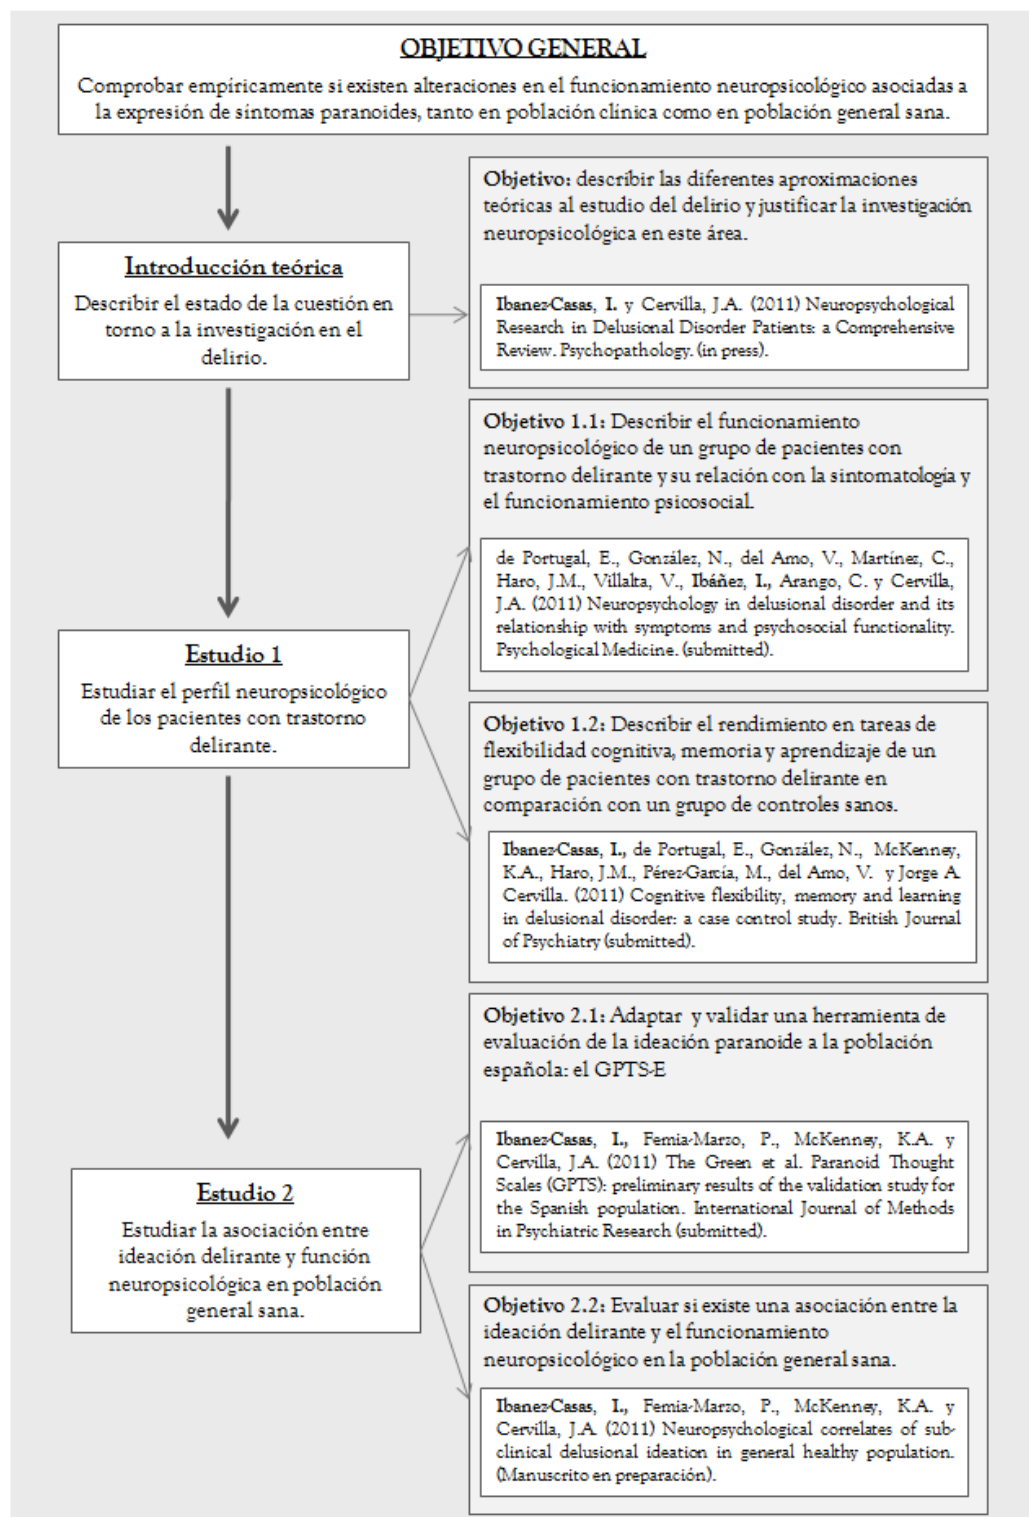 OBJETIVO GENERAL
Comprobar empíricamente si existen alteraciones en el funcionamiento neuropsicológico asociadas a
la expresión de síntomas paranoides, tanto en población clínica como en población general sana.
Objetivo: describir las diferentes aproximaciones
teóricas al estudio del delirio y justificar la investigación
neuropsicológica en este área.
Introducción teórica
Describir el estado de la cuestión en
torno a la investigación en el
delirio.
Ibanez-Casas, I. y Cervilla, J.A. (2011) Neuropsychological
Research in Delusional Disorder Patients: a Comprehensive
Review. Psychopathology. (in press).
Objetivo 1.1: Describir el funcionamiento
neuropsicológico de un grupo de pacientes con
trastorno delirante y su relación con la sintomatología y
el funcionamiento psicosocial.
de Portugal, E., González, N., del Amo, V., Martínez, C.,
Haro, J.M., Villalta, V., Ibáñez, I., Arango, C. y Cervilla,
J.A. (2011) Neuropsychology in delusional disorder and its
relationship with symptoms and psychosocial functionality.
Psychological Medicine. (submitted).
Estudio 1
Estudiar el perfil neuropsicológico
de los pacientes con trastorno
delirante.
Objetivo 1.2: Describir el rendimiento en tareas de
flexibilidad cognitiva, memoria y aprendizaje de un
grupo de pacientes con trastorno delirante en
comparación con un grupo de controles sanos.
Ibanez-Casas, I., de Portugal, E., González, N., McKenney,
K.A., Haro, J.M., Pérez-García, M., del Amo, V. y Jorge A.
Cervilla. (2011) Cognitive flexibility, memory and learning
in delusional disorder: a case control study. British Journal
of Psychiatry (submitted).
Objetivo 2.1: Adaptar y validar una herramienta de
evaluación de la ideación paranoide a la población
española: el GPTS-E
Ibanez-Casas, I., Femia-Marzo, P., McKenney, K.A. y
Cervilla, J.A. (2011) The Green et al. Paranoid Thought
Scales (GPTS): preliminary results of the validation study for
the Spanish population. International Journal of Methods
in Psychiatric Research (submitted).
Estudio 2
Estudiar la asociación entre
ideación delirante y función
neuropsicológica en población
general sana.
Objetivo 2.2: Evaluar si existe una asociación entre la
ideación delirante y el funcionamiento
neuropsicológico en la población general sana.
Ibanez-Casas, I., Femia-Marzo, P., McKenney, K.A. y
Cervilla, J.A. (2011) Neuropsychological correlates of sub-
clinical delusional ideation in general healthy population.
(Manuscrito en preparación).